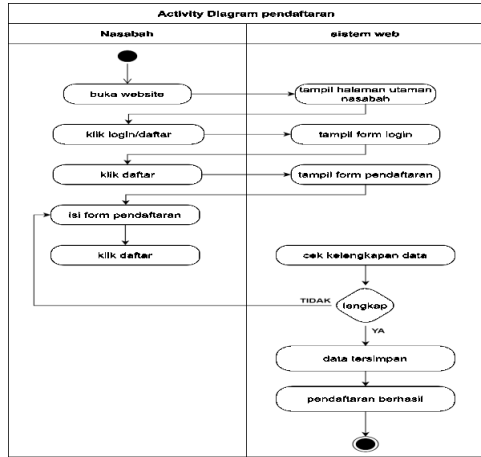 Activity Diagram pendaftaran
Nasabah
sistem web
buka website
tampil halaman utaman
nasabah
klik login/daftar
tampil form login
klik daftar
tampil form pendaftaran
isi form pendaftaran
klik daftar
cek kelengkapan data
TIDAK
lengkap
YA
data tersimpan
pendaftaran berhasil